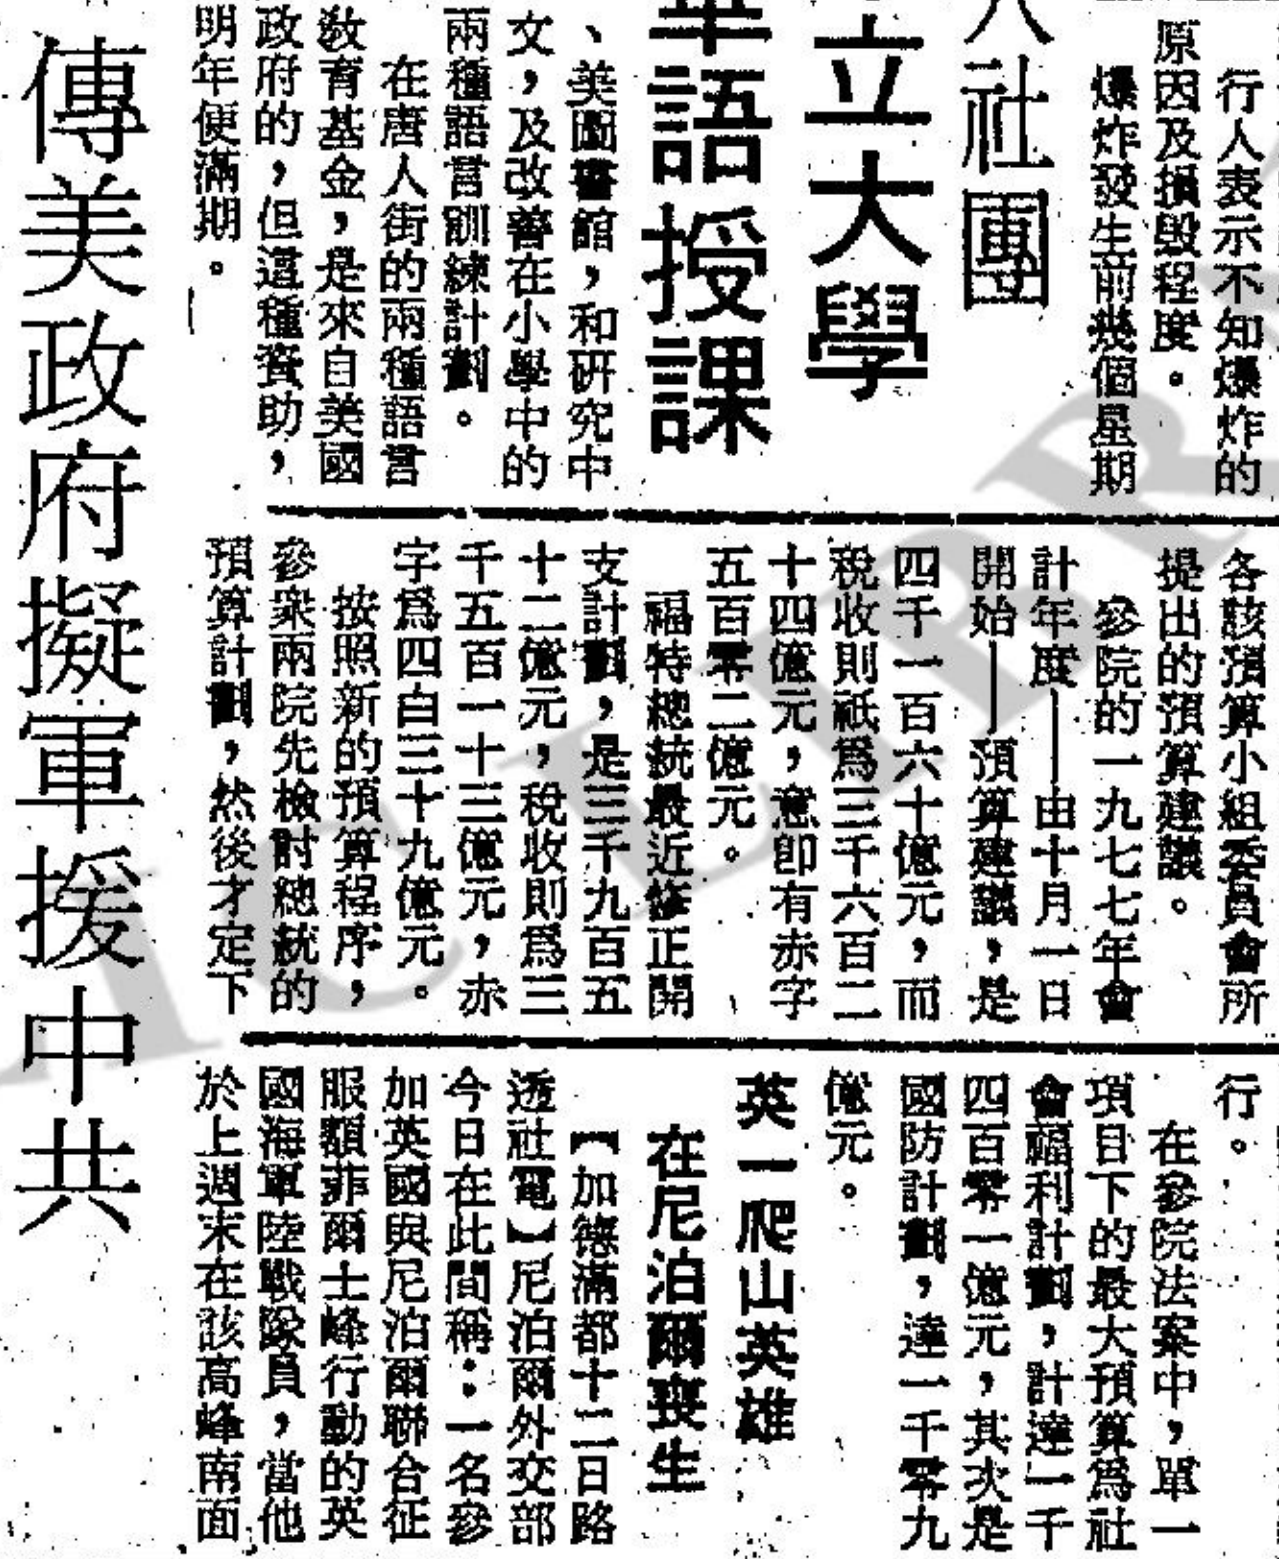 行人表示不知爆炸的
原因及損毀程度。
爆炸發生前幾個星期
社團
立大學
華語授課
、美圖書館，和研究中
文，及改善在小學中的
兩種語言訓練計劃。
在唐人街的兩種語言
敎育基金，是來自美國
政府的，但這種資助，
明年便滿期。
各該預算小組委員會所
提出的預算建議。
參院的一九七七年會
計年度——由十月一日
開始——預算建議，是
四千一百六十億元，而
稅收則祇爲三千六百二
十四億元，意卽有赤字
五百零二億元。
福特總統最近修正開
支計劃，是三千九百五
十二億元，稅收則爲三
千五百一十三億元，赤
字爲四白三十九億元。
按照新的預算程序，
參衆兩院先檢討總統的
預算計劃，然後才定下
行。
在參院法案中，單一
項目下的最大預算爲社
會福利計劃，計達一千
四百零一億元，其次是
國防計劃，達一千零九
億元。
英一爬山英雄
在尼泊爾喪生
【加德滿都十二日路
透社電】尼泊爾外交部
今日在此間稱：一名參
加英國與尼泊爾聯合征
服額菲爾士峰行動的英
國海軍陸戰隊員，當他
於上週末在該高峰南面
傳美政府擬軍援中共